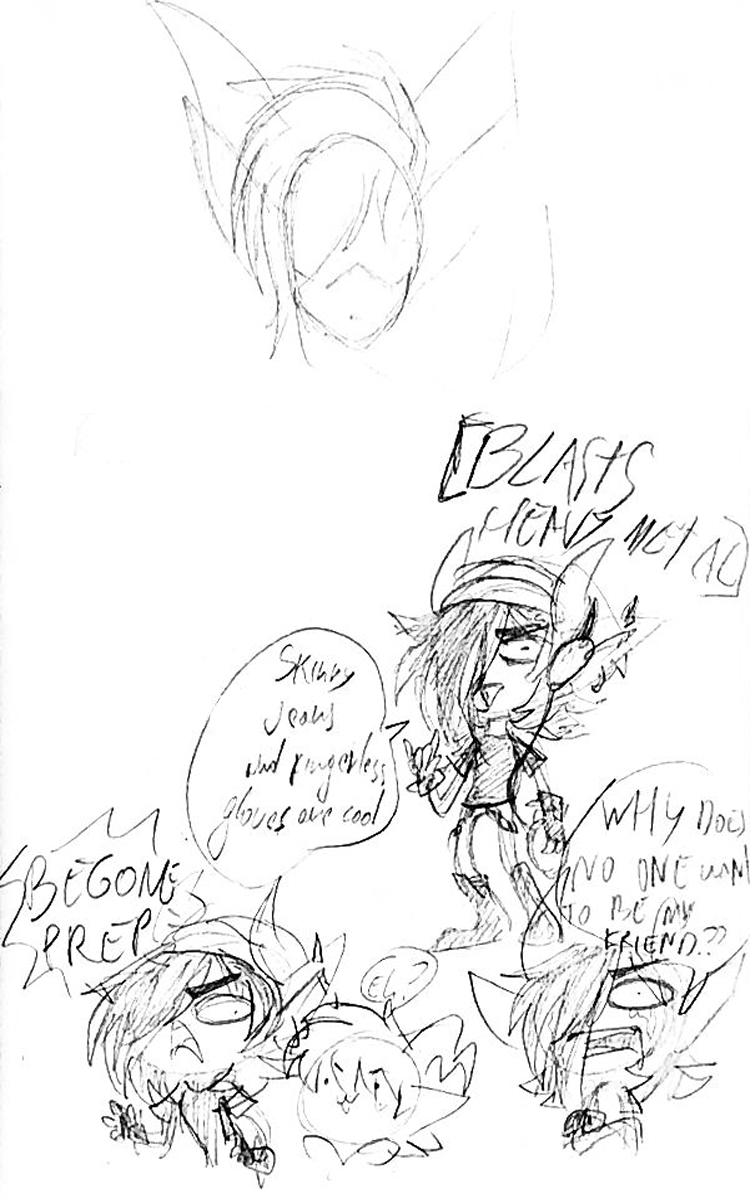 [BLASTS
HEAVY METAL]
Skinny
Jeans
and fingerless
gloves are cool
BEGONE
PREP
WHY DOES
NO ONE WANT
TO BE MY
FRIEND??